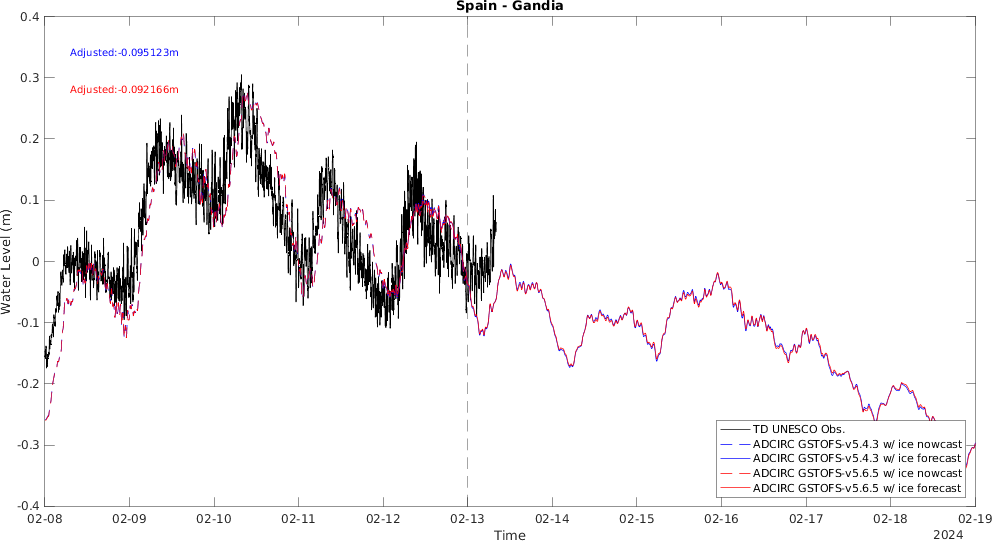 Spain - Gandia
Adjusted:-0.095123m
Adjusted:-0.092166m
Water Level (m)
0.4
0.3
0.2
0.1
0
-0.1
-0.2
-0.3
-0.4
TD UNESCO Obs.
ADCIRC GSTOFS-v5.4.3 w/ ice nowcast
ADCIRC GSTOFS-v5.4.3 w/ ice forecast
ADCIRC GSTOFS-v5.6.5 w/ ice nowcast
ADCIRC GSTOFS-v5.6.5 w/ ice forecast
02-08 02-09 02-10 02-11 02-12 02-13 02-14 02-15 02-16 02-17 02-18 02-19
Time
2024